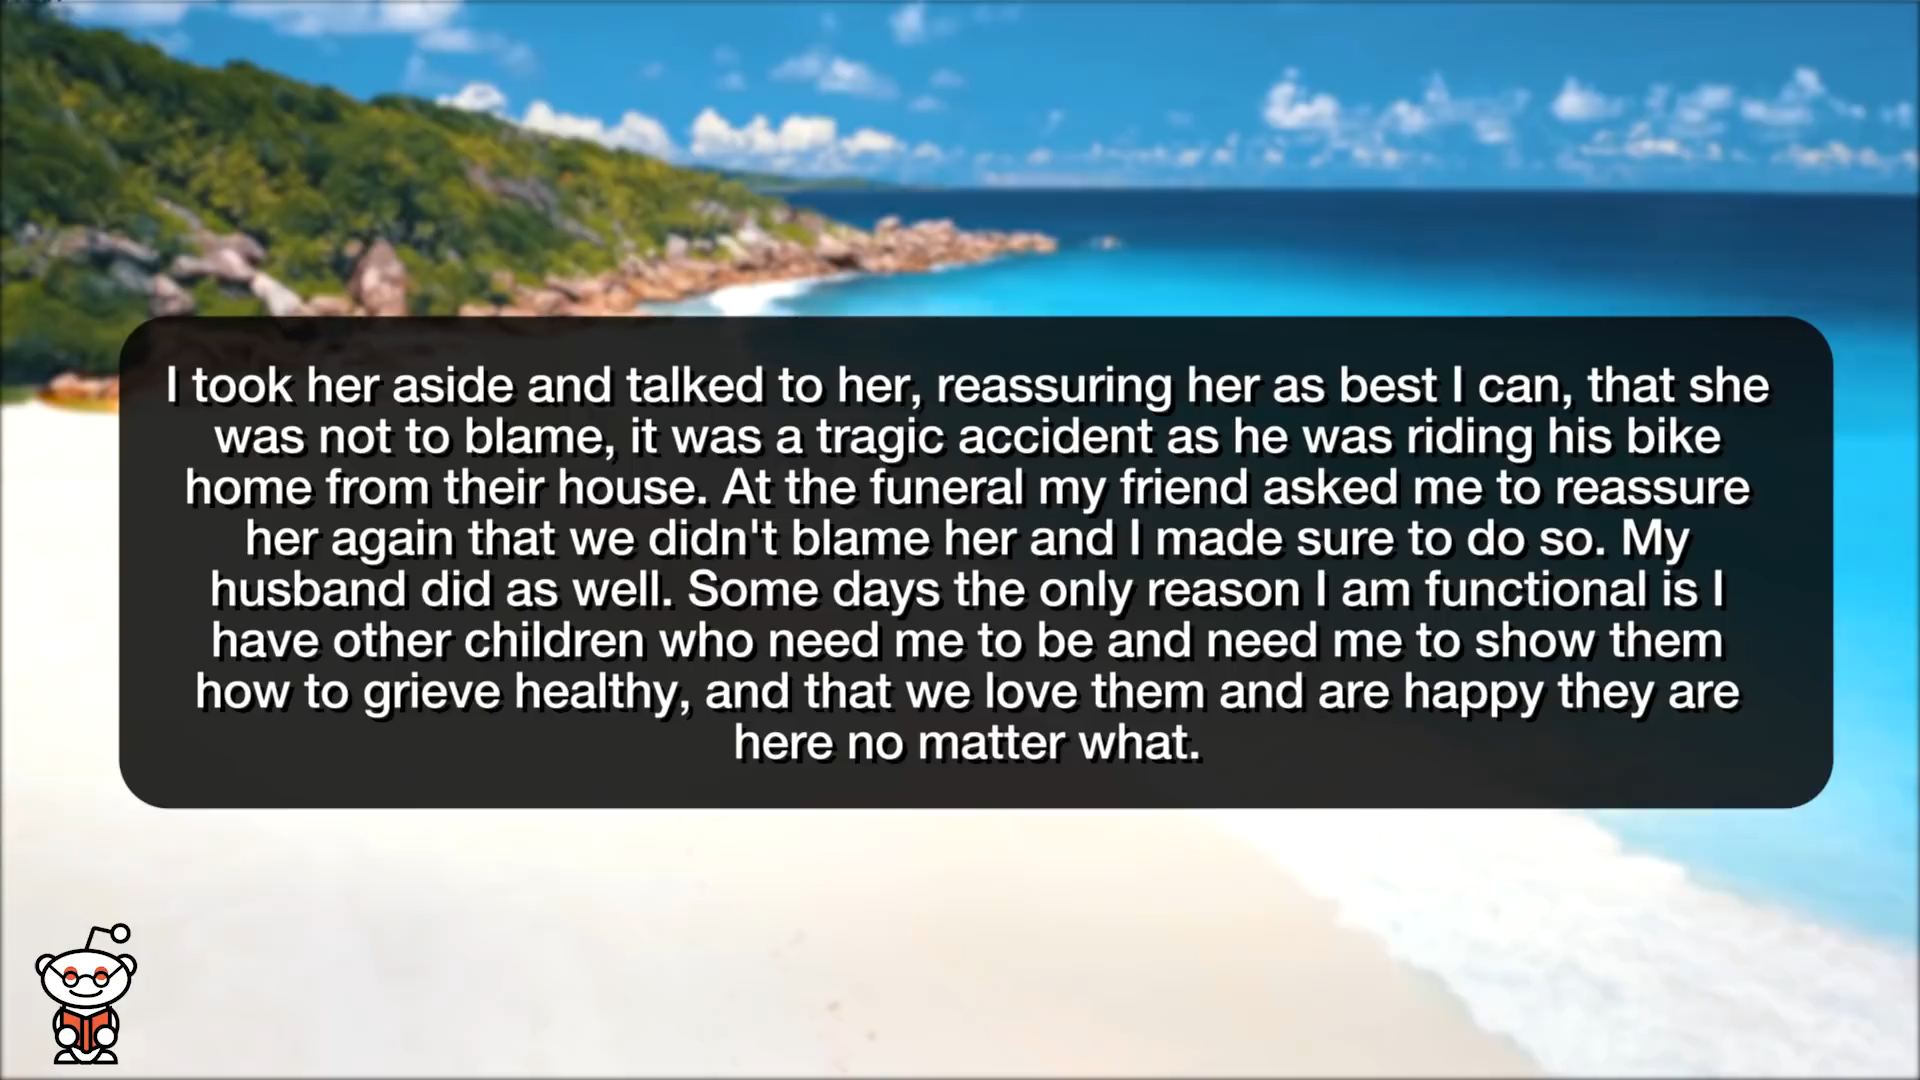 I took her aside and talked to her, reassuring her as best I can, that she
was not to blame, it was a tragic accident as he was riding his bike
home from their house. At the funeral my friend asked me to reassure
her again that we didn't blame her and I made sure to do so. My
husband did as well. Some days the only reason I am functional is I
have other children who need me to be and need me to show them
how to grieve healthy, and that we love them and are happy they are
here no matter what.